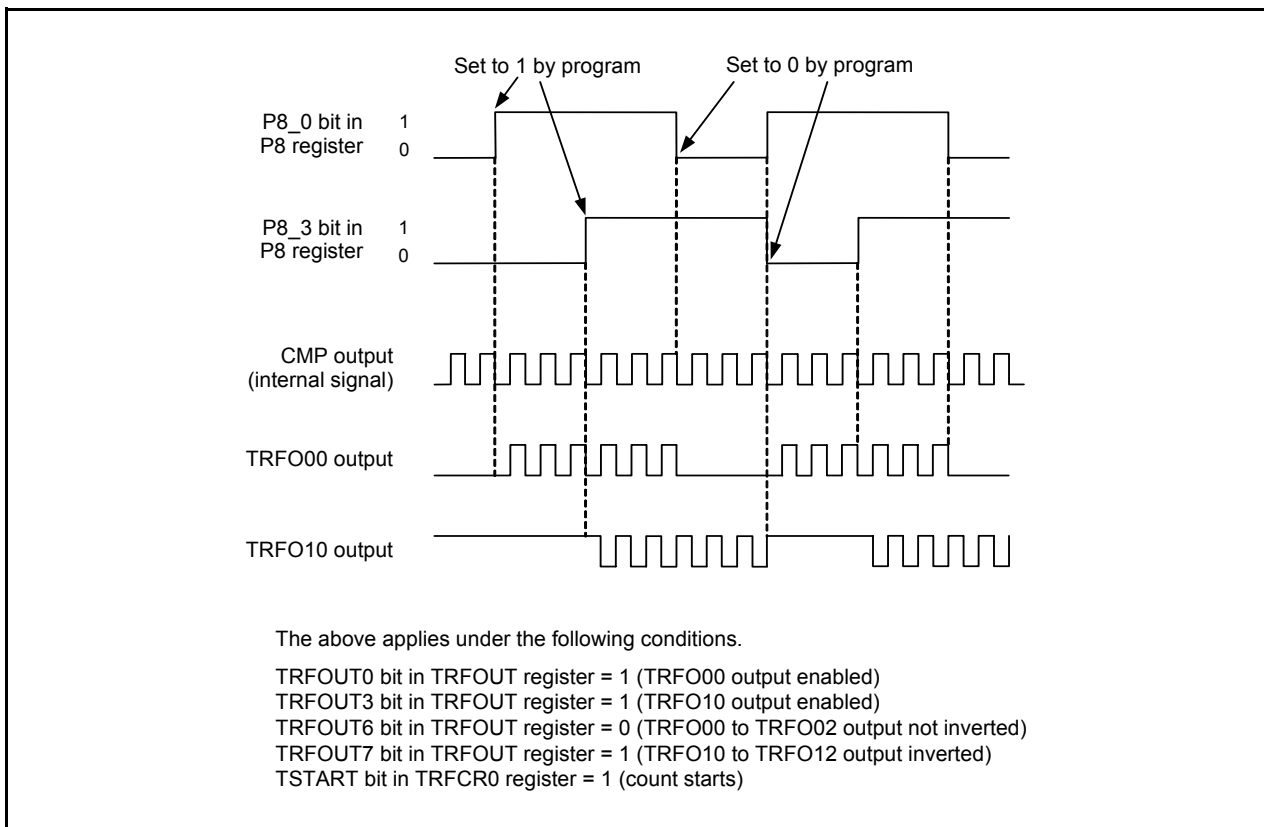 Set to 1 by program
Set to 0 by program
P8_0 bit in
P8 register
1
0
P8_3 bit in
P8 register
1
0
CMP output
(internal signal)
TRFO00 output
TRFO10 output
The above applies under the following conditions.
TRFOUT0 bit in TRFOUT register = 1 (TRFO00 output enabled)
TRFOUT3 bit in TRFOUT register = 1 (TRFO10 output enabled)
TRFOUT6 bit in TRFOUT register = 0 (TRFO00 to TRFO02 output not inverted)
TRFOUT7 bit in TRFOUT register = 1 (TRFO10 to TRFO12 output inverted)
TSTART bit in TRFCR0 register = 1 (count starts)